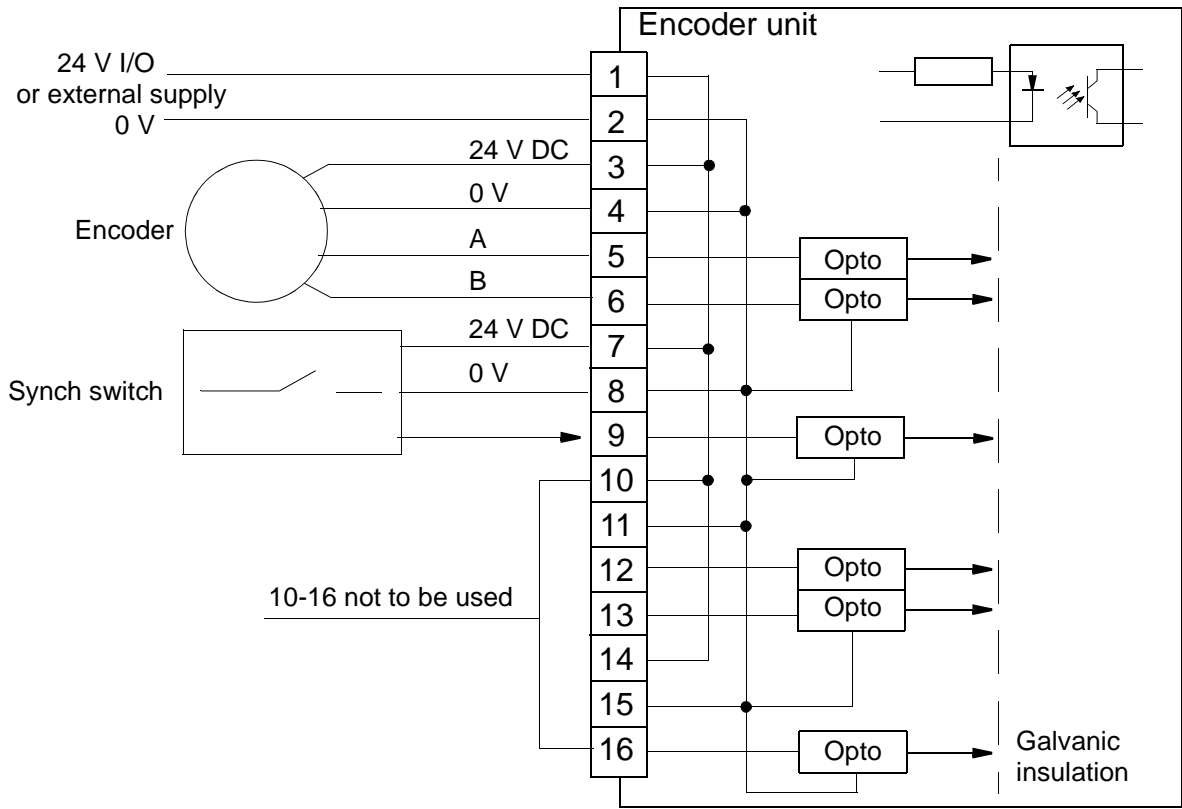 Encoder unit
24 V I/O
or external supply
0 V
24 V DC
0 V
Encoder
A
B
24 V DC
0 V
Synch switch
10-16 not to be used
1
2
3
4
5
6
7
8
9
10
11
12
13
14
15
16
Opto
Opto
Opto
Opto
Opto
Opto
Galvanic
insulation